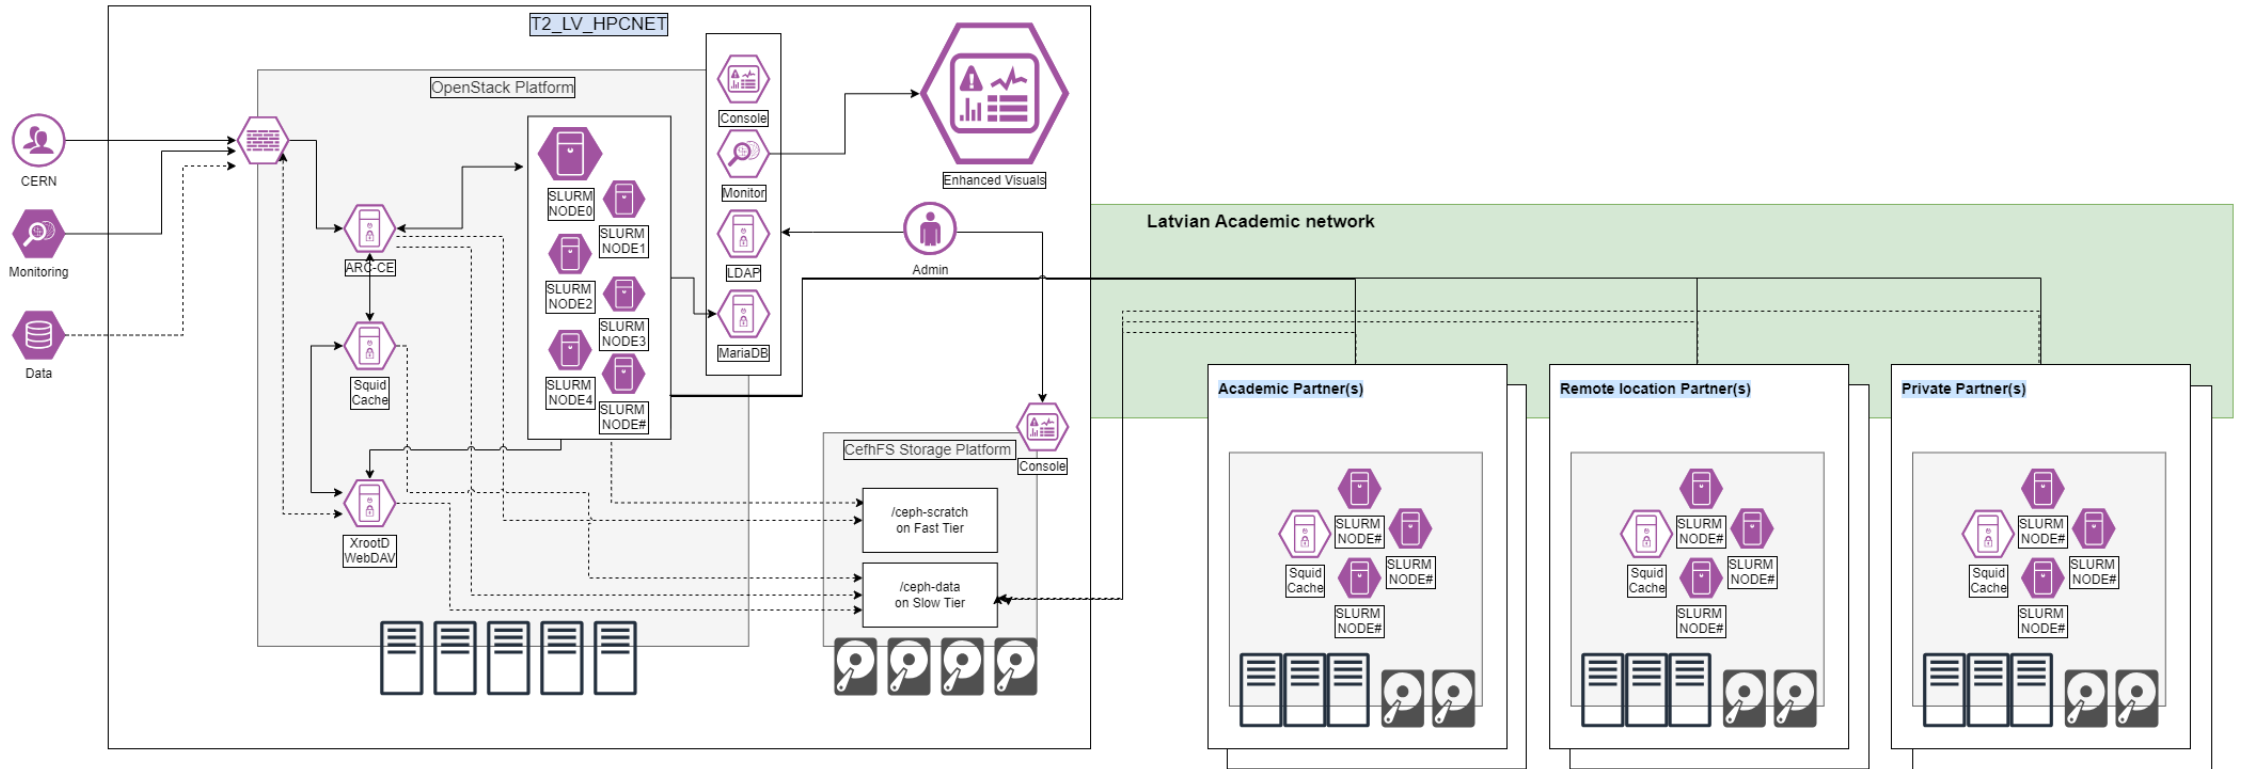 T2_LV_HPCNET
OpenStack Platform
CERN
Monitoring
Data
ARC-CE
Squid
Cache
XrootD
WebDAV
SLURM
NODE0
SLURM
NODE1
SLURM
NODE2
SLURM
NODE3
SLURM
NODE4
SLURM
NODE#
Console
Monitor
LDAP
MariaDB
Enhanced Visuals
Admin
CefhFS Storage Platform
Console
/ceph-scratch
on Fast Tier
/ceph-data
on Slow Tier
Latvian Academic network
Academic Partner(s)
SLURM
NODE#
Squid
Cache
SLURM
NODE#
SLURM
NODE#
Remote location Partner(s)
SLURM
NODE#
Squid
Cache
SLURM
NODE#
SLURM
NODE#
Private Partner(s)
SLURM
NODE#
Squid
Cache
SLURM
NODE#
SLURM
NODE#